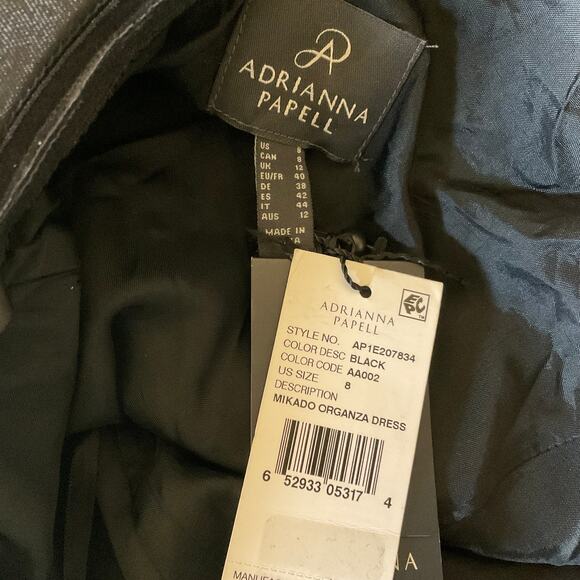 ADRIANNA
PAPELL
US 8
CAN 8
UK 12
EU/FR 40
DE 38
ES 42
IT 44
AUS 12
MADE IN
ADRIANNA
PAPELL
EPC
STYLE NO. AP1E207834
COLOR DESC BLACK
COLOR CODE AA002
US SIZE 8
DESCRIPTION
MIKADO ORGANZA DRESS
6 52933 05317 4